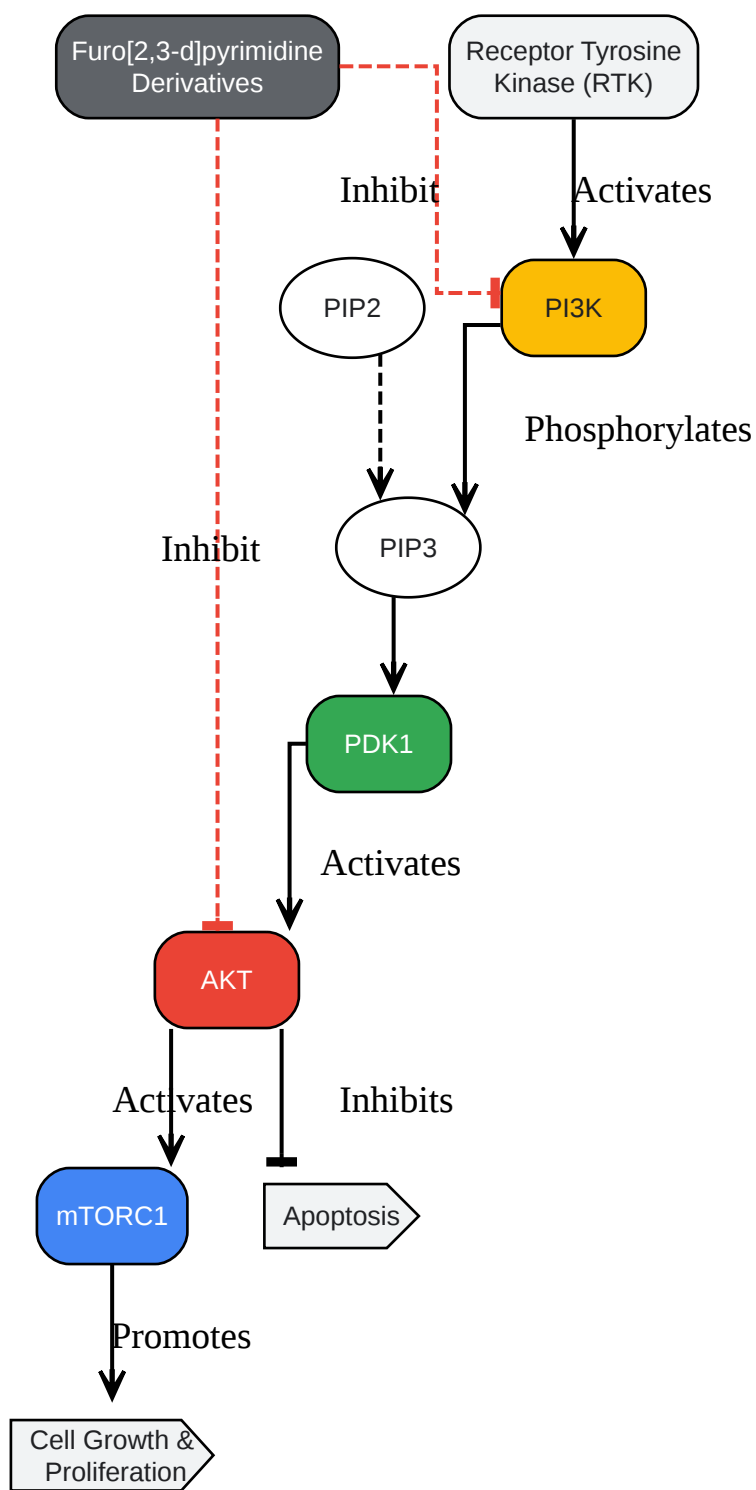 Furo[2,3-d]pyrimidine
Derivatives
Receptor Tyrosine
Kinase (RTK)
Inhibit
Activates
PIP2
PI3K
Phosphorylates
Inhibit
PIP3
PDK1
Activates
AKT
Activates
Inhibits
mTORC1
Apoptosis
Promotes
Cell Growth &
Proliferation